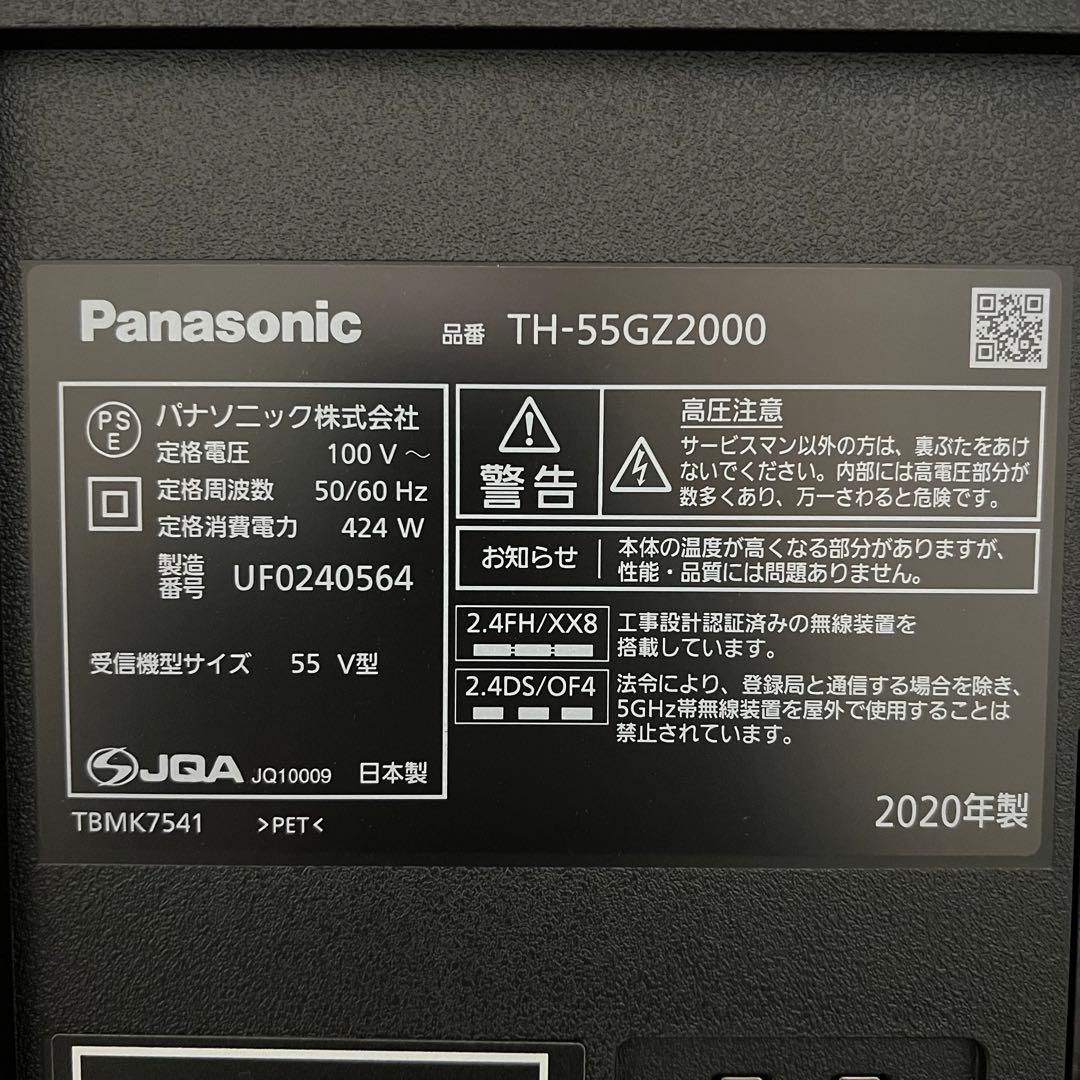 Panasonic 品番 TH-55GZ2000
PS
E
パナソニック株式会社
定格電圧 100 V ～
定格周波数 50/60 Hz
定格消費電力 424 W
製造
番号 UF0240564
受信機型サイズ 55 V型
JQA JQ10009 日本製
TBMK7541 >PET<
警告
高圧注意
サービスマン以外の方は、裏ぶたをあけ
ないでください。内部には高電圧部分が
数多くあり、万一さわると危険です。
お知らせ
本体の温度が高くなる部分がありますが、
性能・品質には問題ありません。
2.4FH/XX8
工事設計認証済みの無線装置を
搭載しています。
2.4DS/OF4
法令により、登録局と通信する場合を除き、
5GHz帯無線装置を屋外で使用することは
禁止されています。
2020年製